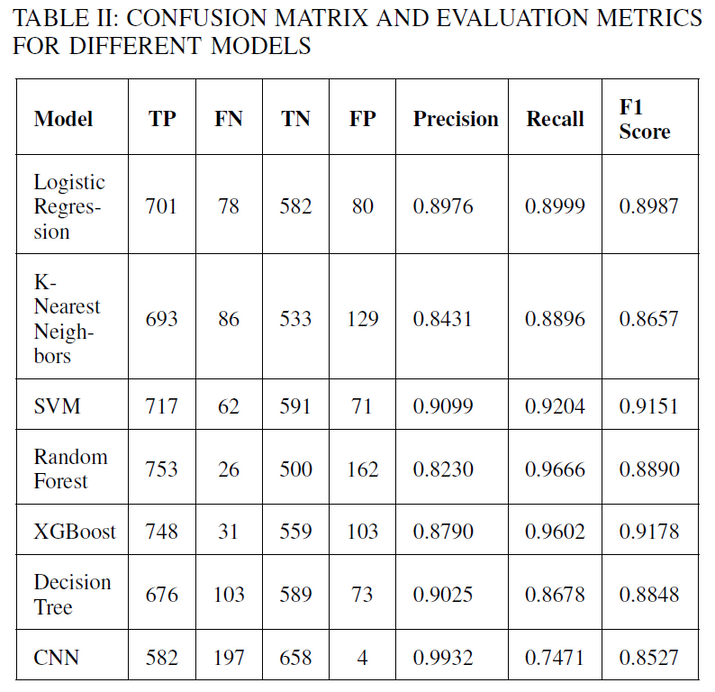 TABLE II: CONFUSION MATRIX AND EVALUATION METRICS
FOR DIFFERENT MODELS
Model TP FN TN FP Precision Recall F1 Score
Logistic Regres-sion 701 78 582 80 0.8976 0.8999 0.8987
K-Nearest Neigh-bors 693 86 533 129 0.8431 0.8896 0.8657
SVM 717 62 591 71 0.9099 0.9204 0.9151
Random Forest 753 26 500 162 0.8230 0.9666 0.8890
XGBoost 748 31 559 103 0.8790 0.9602 0.9178
Decision Tree 676 103 589 73 0.9025 0.8678 0.8848
CNN 582 197 658 4 0.9932 0.7471 0.8527